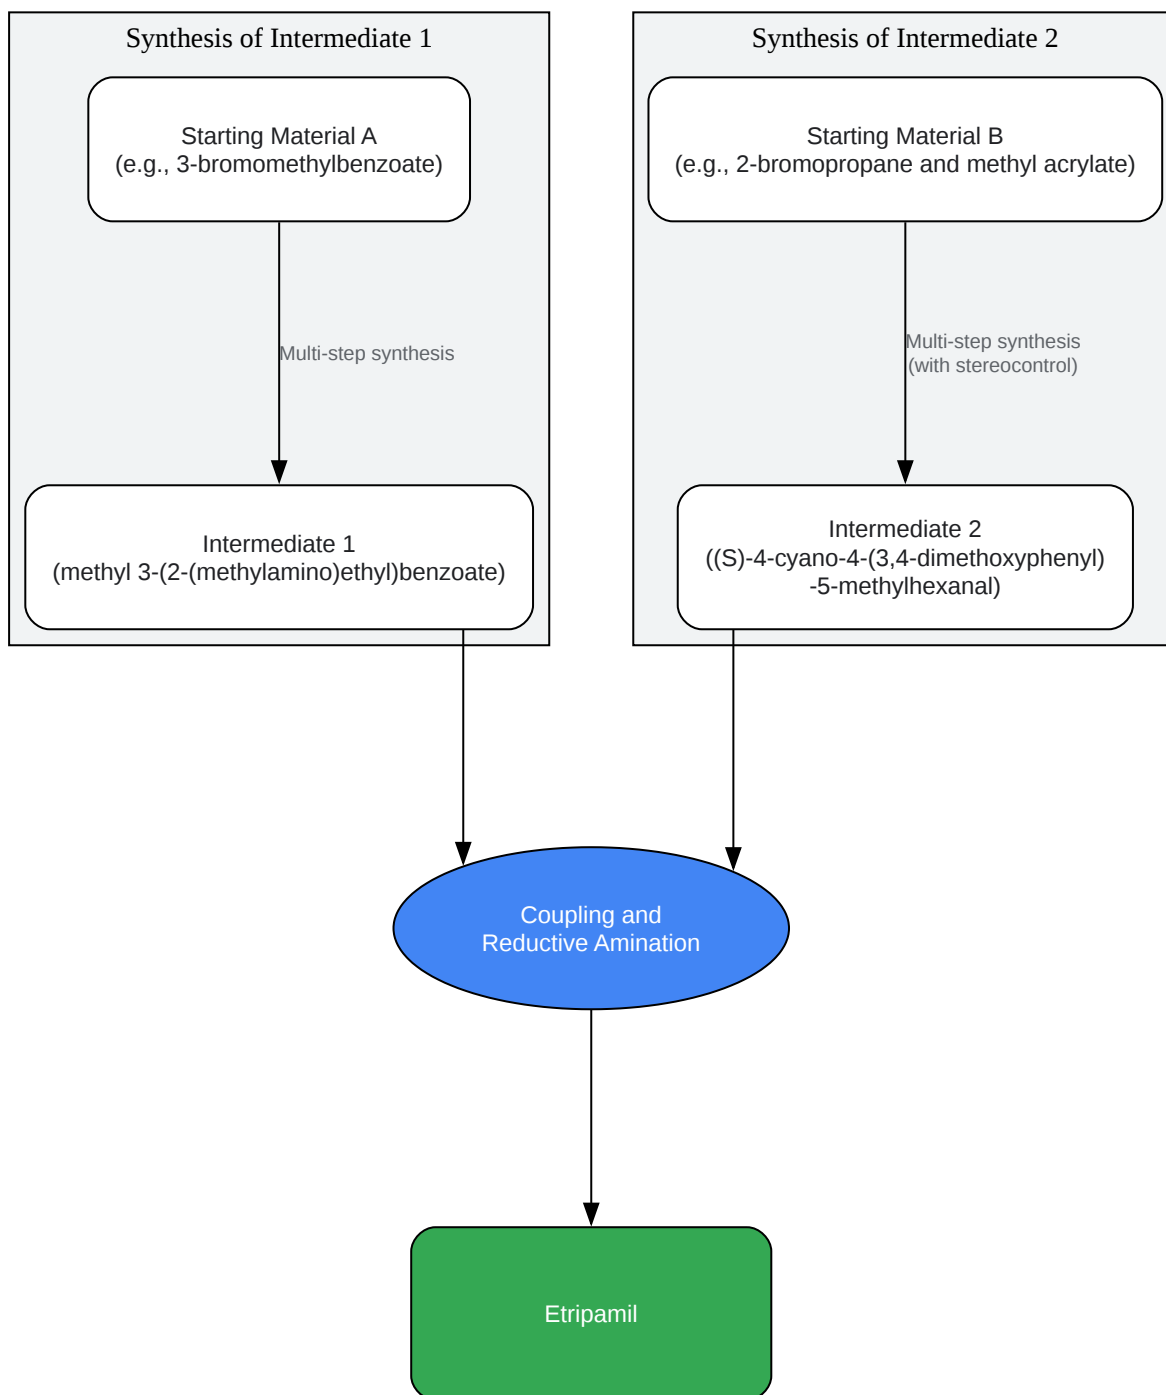 Synthesis of Intermediate 1
Starting Material A
(e.g., 3-bromomethylbenzoate)
Multi-step synthesis
Intermediate 1
(methyl 3-(2-(methylamino)ethyl)benzoate)
Synthesis of Intermediate 2
Starting Material B
(e.g., 2-bromopropane and methyl acrylate)
Multi-step synthesis
(with stereocontrol)
Intermediate 2
((S)-4-cyano-4-(3,4-dimethoxyphenyl)
-5-methylhexanal)
Coupling and
Reductive Amination
Etripamil